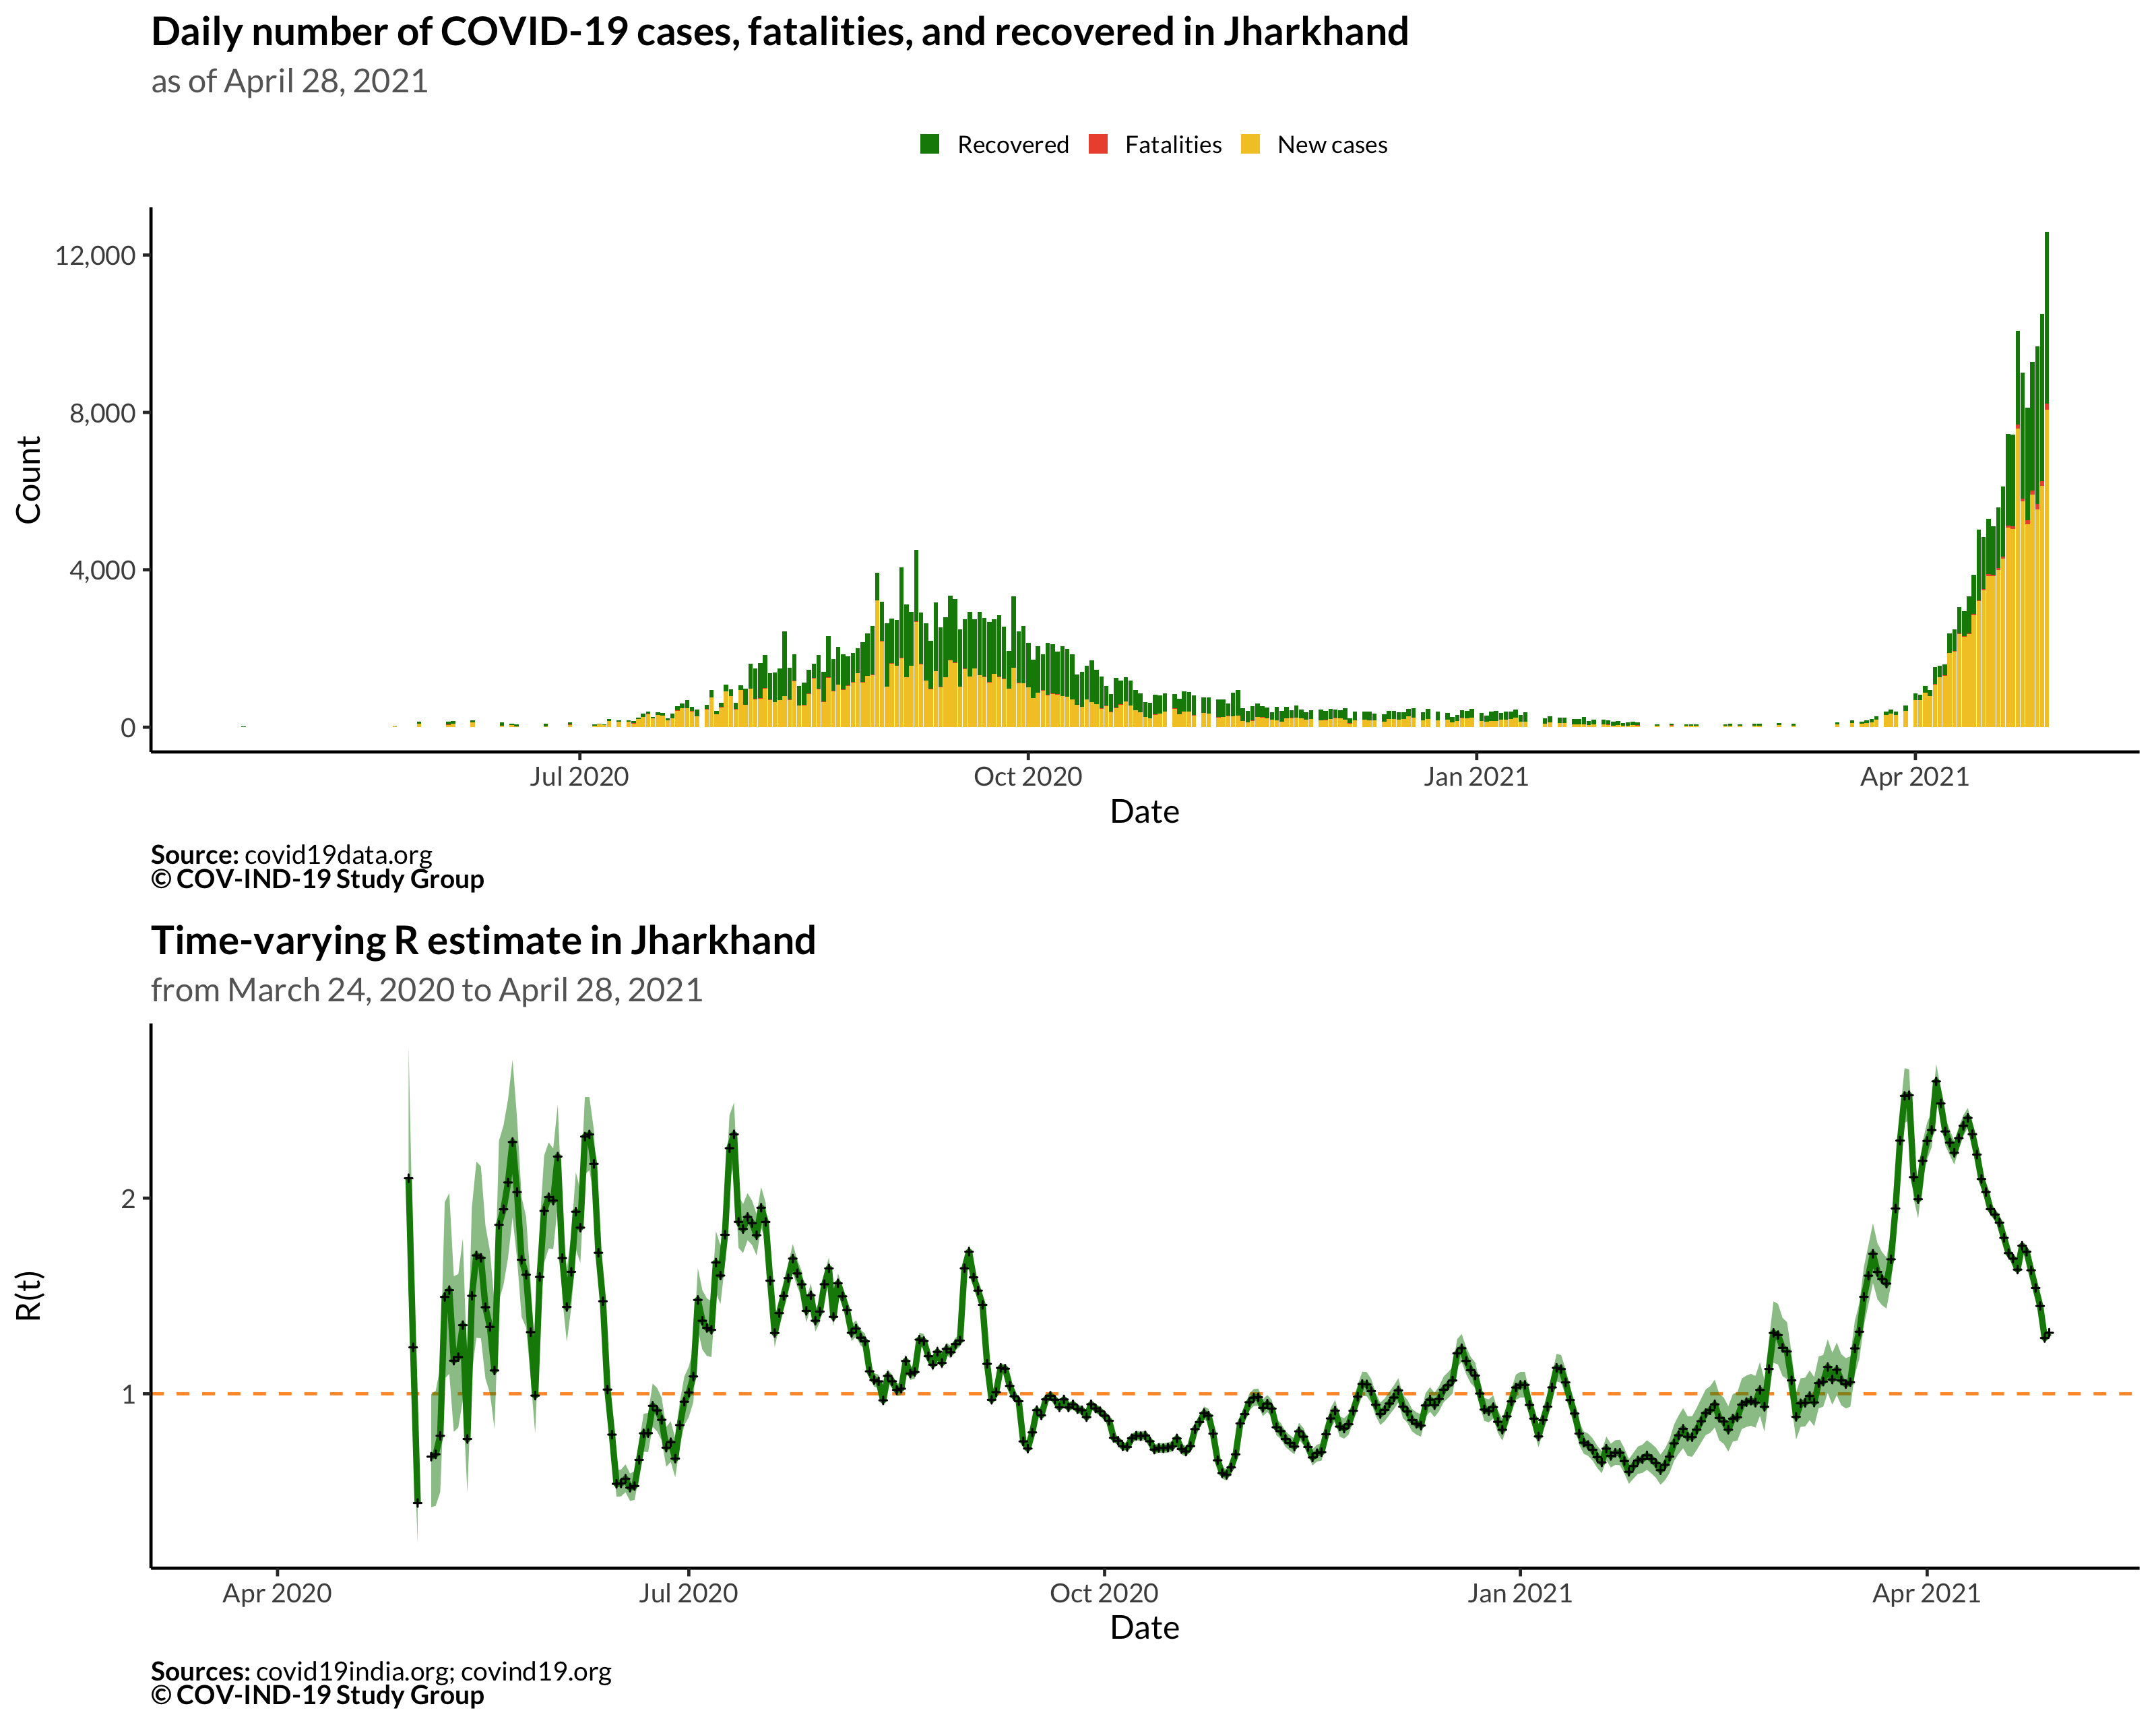 Daily number of COVID-19 cases, fatalities, and recovered in Jharkhand
as of April 28, 2021
Recovered Fatalities New cases
12,000
8,000
4,000
0
Count
Jul 2020 Oct 2020 Jan 2021 Apr 2021
Date
Source: covid19data.org
© COV-IND-19 Study Group
Time-varying R estimate in Jharkhand
from March 24, 2020 to April 28, 2021
2
1
R(t)
Apr 2020 Jul 2020 Oct 2020 Jan 2021 Apr 2021
Date
Sources: covid19india.org; covind19.org
© COV-IND-19 Study Group